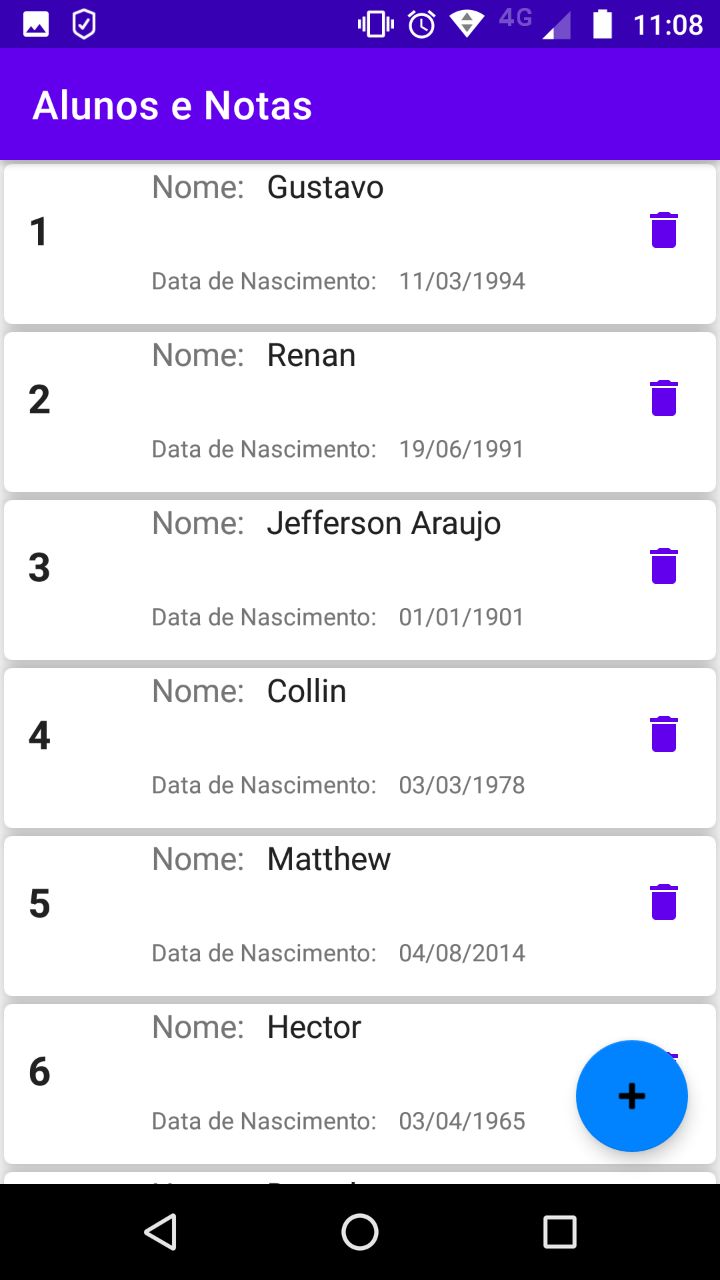 4G 11:08
Alunos e Notas
Nome: Gustavo
1
Data de Nascimento: 11/03/1994
Nome: Renan
2
Data de Nascimento: 19/06/1991
Nome: Jefferson Araujo
3
Data de Nascimento: 01/01/1901
Nome: Collin
4
Data de Nascimento: 03/03/1978
Nome: Matthew
5
Data de Nascimento: 04/08/2014
Nome: Hector
6
Data de Nascimento: 03/04/1965